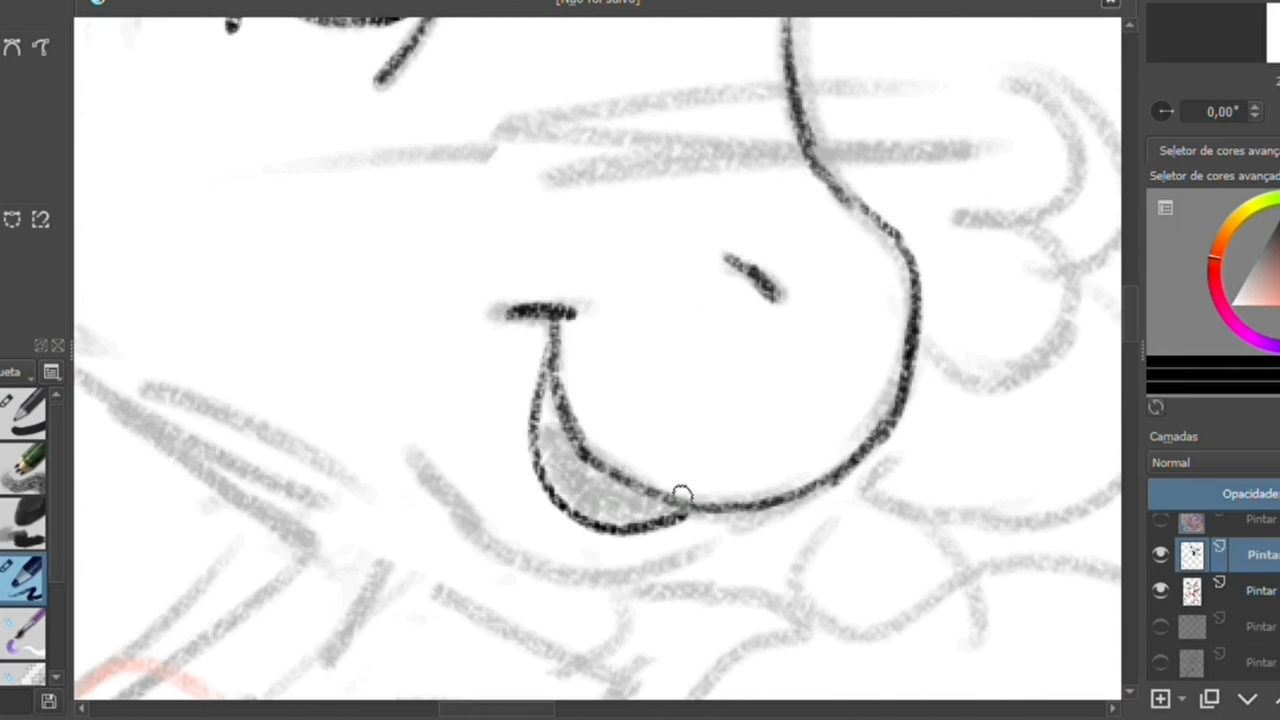 [Não foi salvo]
0,00°
Seletor de cores avanç
Seletor de cores avançad
ueta
Camadas
Normal
Opacidade:
Pintar
Pinta
Pintar
Pintar
Pintar